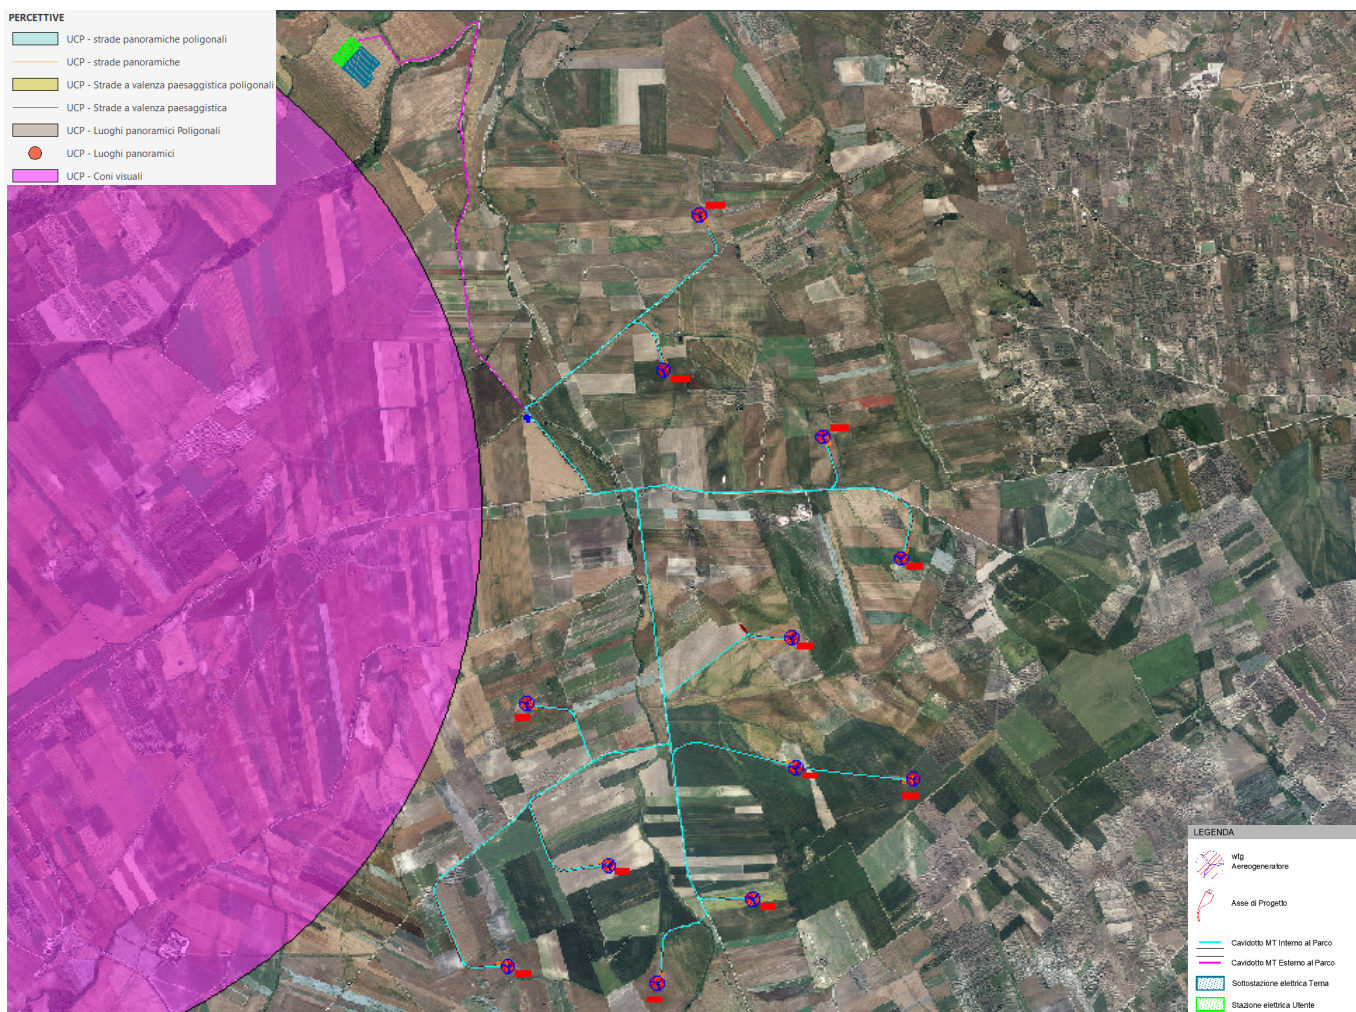 PERCETTIVE
UCP - strade panoramiche poligonali
UCP - strade panoramiche
UCP - Strade a valenza paesaggistica poligonali
UCP - Strade a valenza paesaggistica
UCP - Luoghi panoramici Poligonali
UCP - Luoghi panoramici
UCP - Coni visuali
LEGENDA
wtg
Aereogeneratore
Asse di Progetto
Cavidotto MT Interno al Parco
Cavidotto MT Esterno al Parco
Sottostazione elettrica Terna
Stazione elettrica Utente